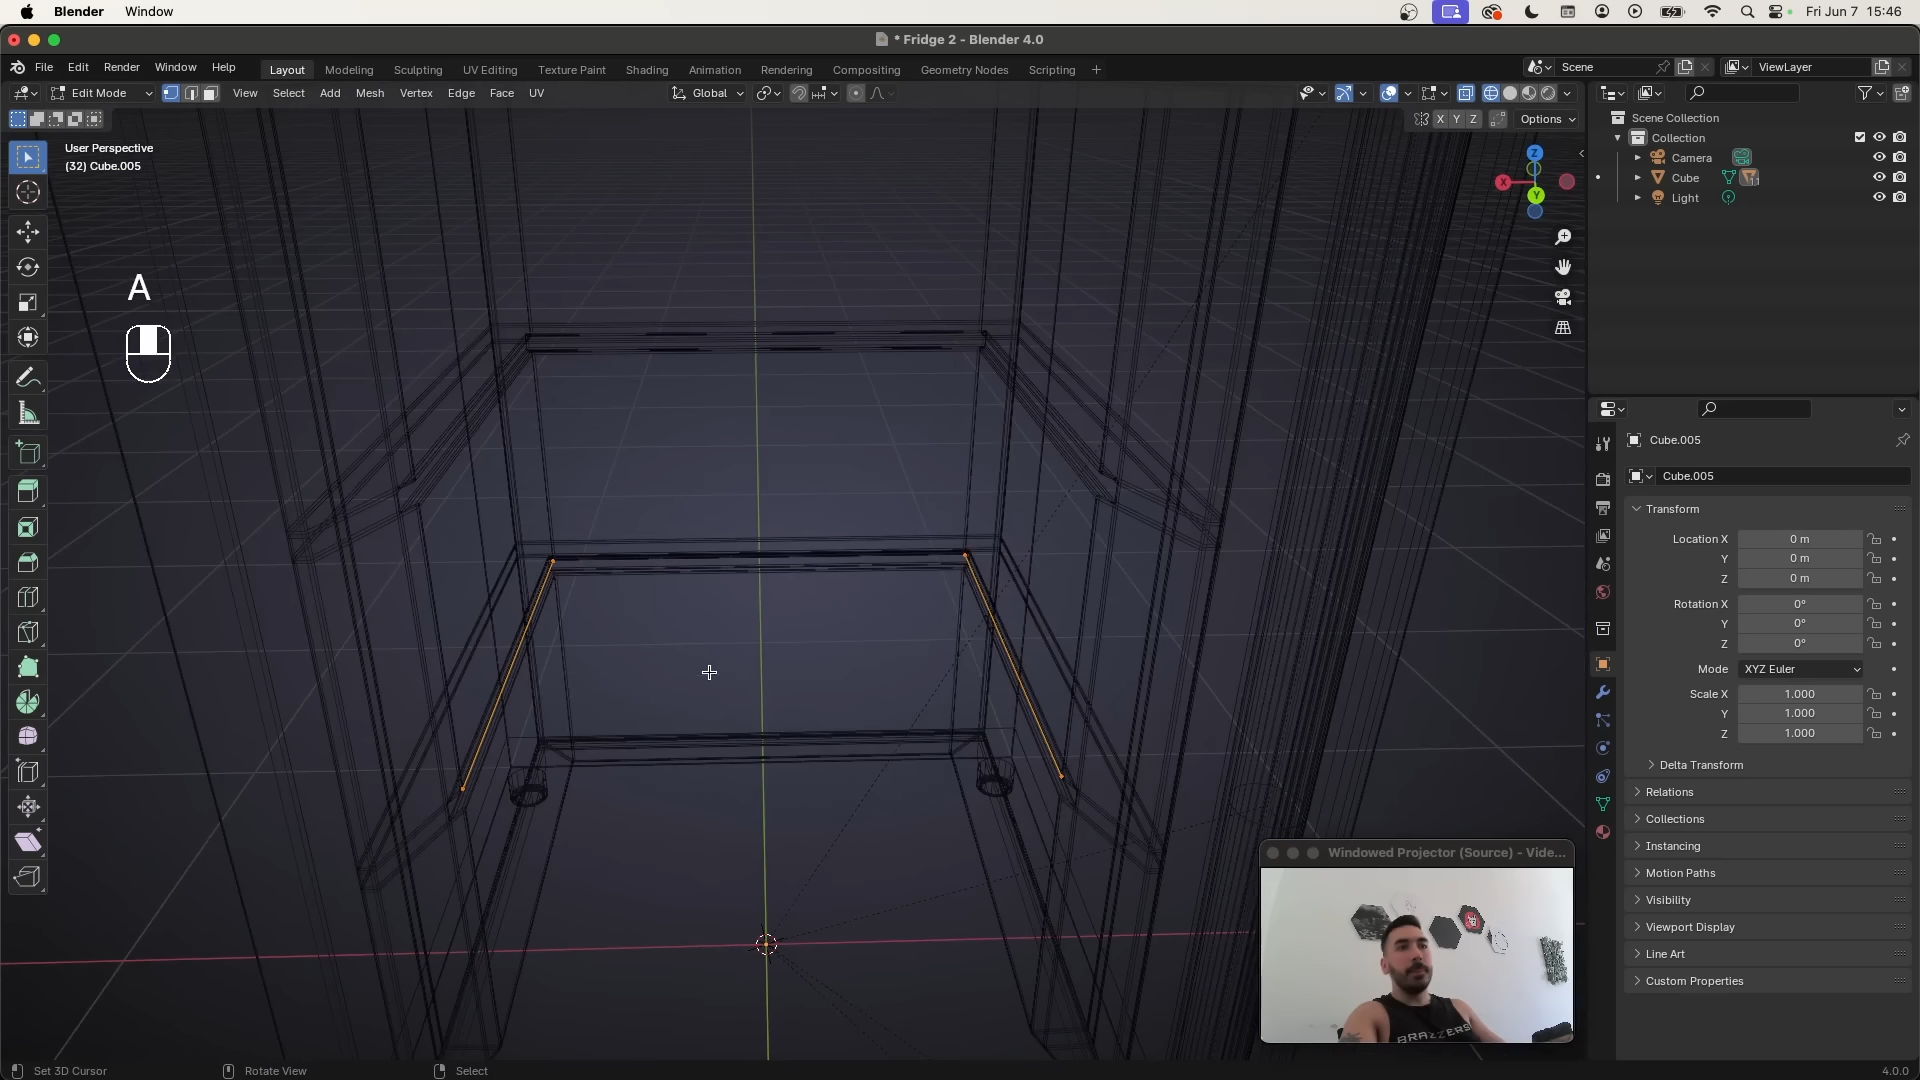 Blender Window Fri Jun 7 15:46
* Fridge 2 - Blender 4.0
File Edit Render Window Help Layout Modeling Sculpting UV Editing Texture Paint Shading Animation Rendering Compositing Geometry Nodes Scripting + Scene ViewLayer
Edit Mode View Select Add Mesh Vertex Edge Face UV Global
X Y Z Options
User Perspective
(32) Cube.005
Scene Collection
Collection
Camera
Cube 11
Light
Z
X
Y
A
Cube.005
Cube.005
Transform
Location X 0 m
Y 0 m
Z 0 m
Rotation X 0°
Y 0°
Z 0°
Mode XYZ Euler
Scale X 1.000
Y 1.000
Z 1.000
Delta Transform
Relations
Collections
Instancing
Motion Paths
Visibility
Viewport Display
Line Art
Custom Properties
Windowed Projector (Source) - Vide...
BRAZZERS
Set 3D Cursor Rotate View Select 4.0.0